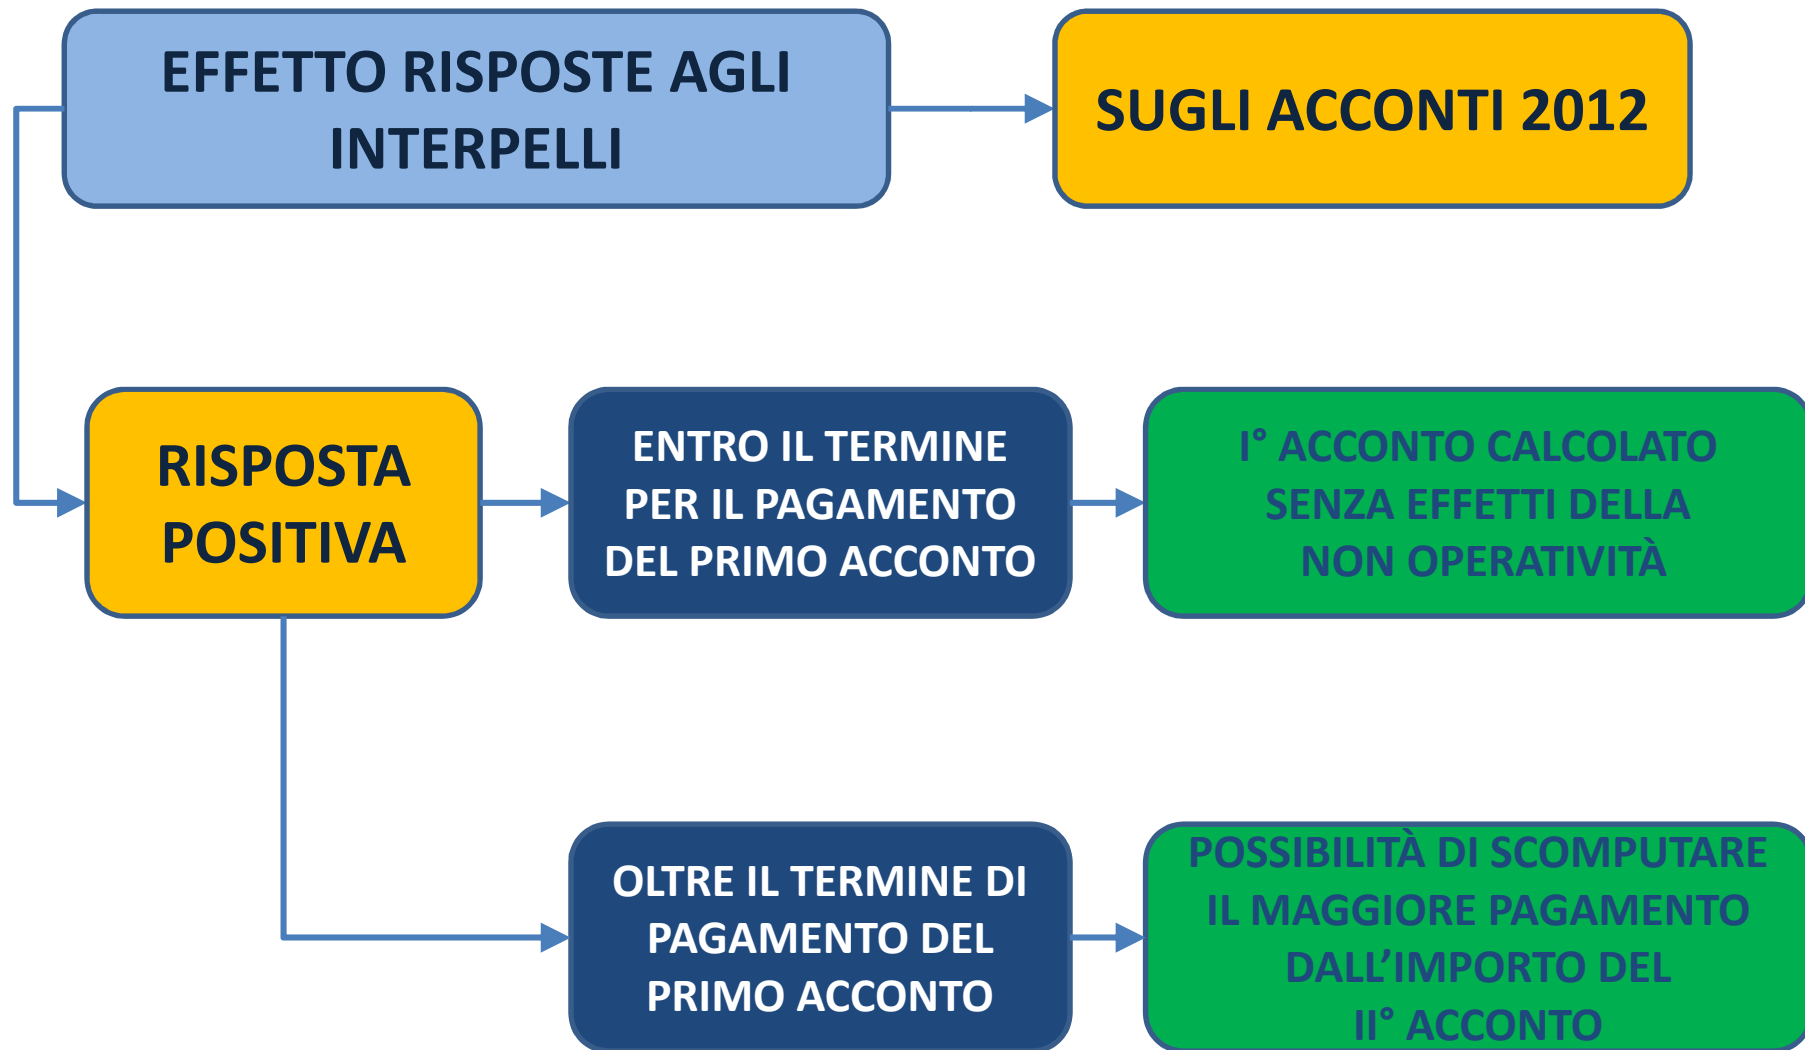 EFFETTO RISPOSTE AGLI
INTERPELLI
SUGLI ACCONTI 2012
RISPOSTA
POSITIVA
ENTRO IL TERMINE
PER IL PAGAMENTO
DEL PRIMO ACCONTO
I° ACCONTO CALCOLATO
SENZA EFFETTI DELLA
NON OPERATIVITÀ
OLTRE IL TERMINE DI
PAGAMENTO DEL
PRIMO ACCONTO
POSSIBILITÀ DI SCOMPUTARE
IL MAGGIORE PAGAMENTO
DALL’IMPORTO DEL
II° ACCONTO